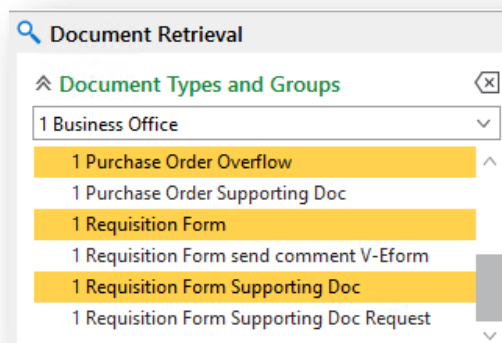 Document Retrieval
Document Types and Groups
1 Business Office
1 Purchase Order Overflow
1 Purchase Order Supporting Doc
1 Requisition Form
1 Requisition Form send comment V-Eform
1 Requisition Form Supporting Doc
1 Requisition Form Supporting Doc Request